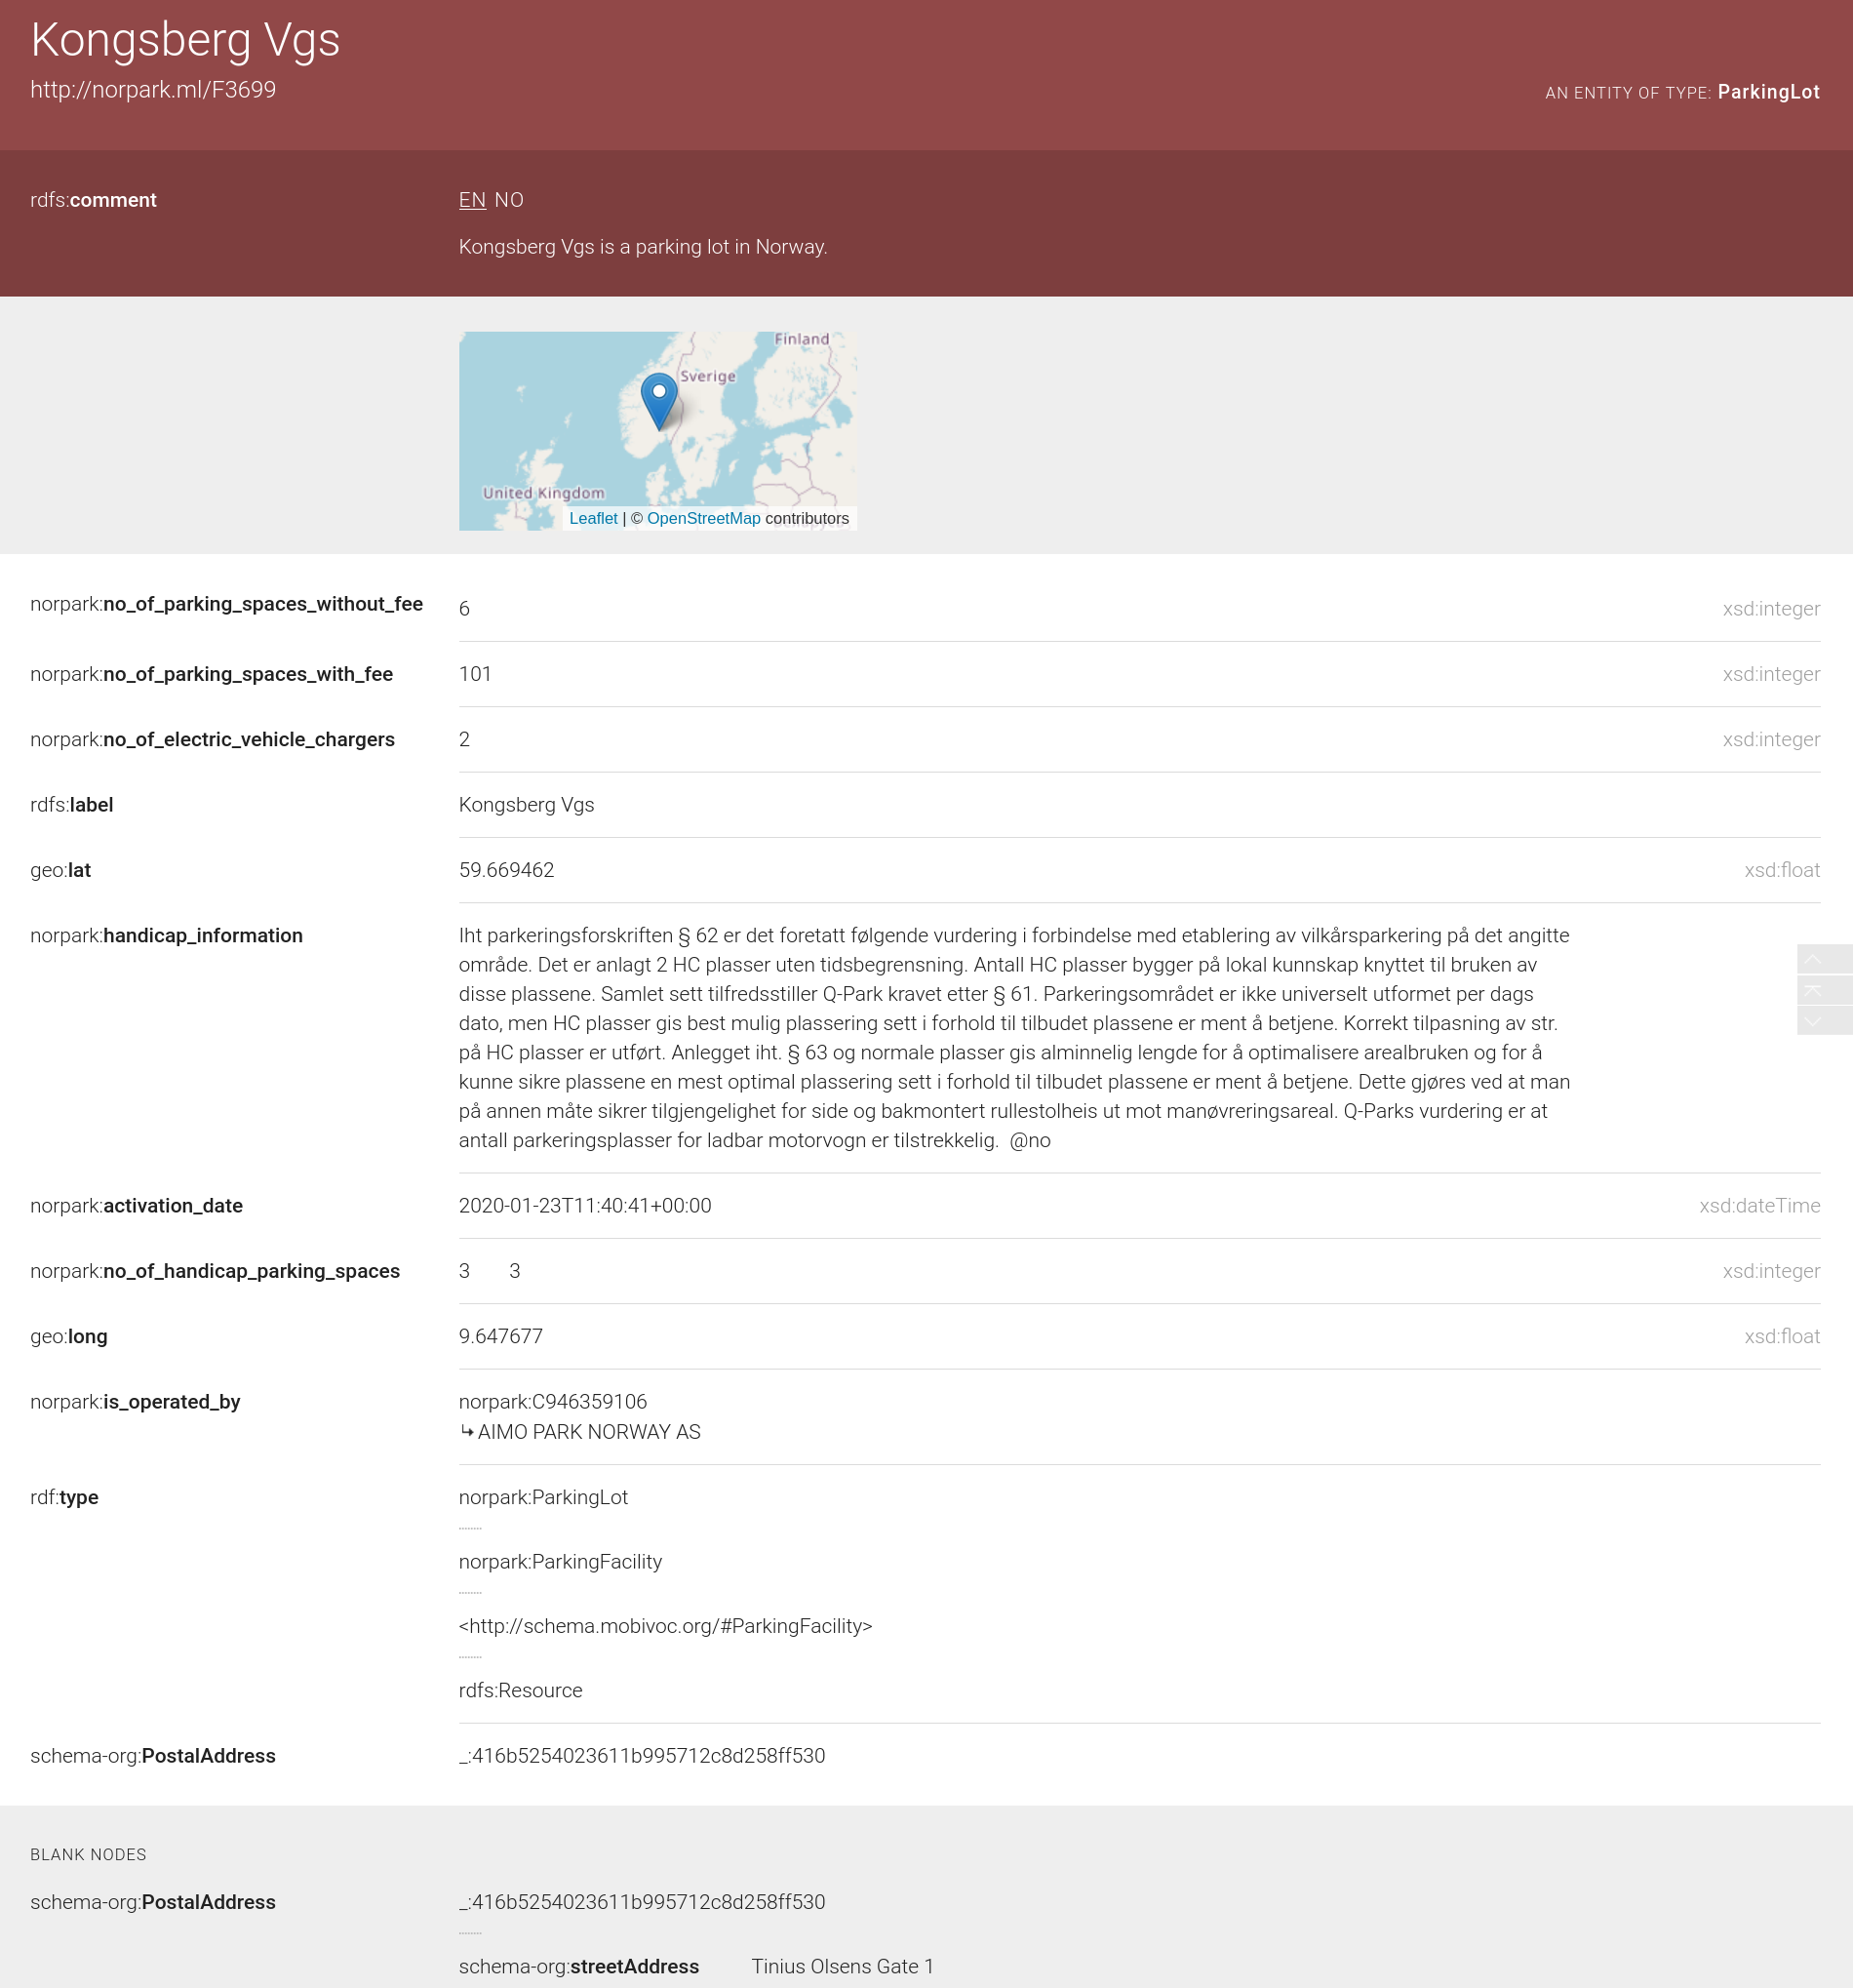 Kongsberg Vgs
http://norpark.ml/F3699
AN ENTITY OF TYPE: ParkingLot
rdfs:comment
EN NO
Kongsberg Vgs is a parking lot in Norway.
Finland
Sverige
United Kingdom
Leaflet | © OpenStreetMap contributors
norpark:no_of_parking_spaces_without_fee 6 xsd:integer
norpark:no_of_parking_spaces_with_fee 101 xsd:integer
norpark:no_of_electric_vehicle_chargers 2 xsd:integer
rdfs:label Kongsberg Vgs
geo:lat 59.669462 xsd:float
norpark:handicap_information Iht parkeringsforskriften § 62 er det foretatt følgende vurdering i forbindelse med etablering av vilkårsparkering på det angitte
område. Det er anlagt 2 HC plasser uten tidsbegrensning. Antall HC plasser bygger på lokal kunnskap knyttet til bruken av
disse plassene. Samlet sett tilfredsstiller Q-Park kravet etter § 61. Parkeringsområdet er ikke universelt utformet per dags
dato, men HC plasser gis best mulig plassering sett i forhold til tilbudet plassene er ment å betjene. Korrekt tilpasning av str.
på HC plasser er utført. Anlegget iht. § 63 og normale plasser gis alminnelig lengde for å optimalisere arealbruken og for å
kunne sikre plassene en mest optimal plassering sett i forhold til tilbudet plassene er ment å betjene. Dette gjøres ved at man
på annen måte sikrer tilgjengelighet for side og bakmontert rullestolheis ut mot manøvreringsareal. Q-Parks vurdering er at
antall parkeringsplasser for ladbar motorvogn er tilstrekkelig.  @no
norpark:activation_date 2020-01-23T11:40:41+00:00 xsd:dateTime
norpark:no_of_handicap_parking_spaces 3 3 xsd:integer
geo:long 9.647677 xsd:float
norpark:is_operated_by norpark:C946359106
↳ AIMO PARK NORWAY AS
rdf:type norpark:ParkingLot
norpark:ParkingFacility
<http://schema.mobivoc.org/#ParkingFacility>
rdfs:Resource
schema-org:PostalAddress _:416b5254023611b995712c8d258ff530
BLANK NODES
schema-org:PostalAddress _:416b5254023611b995712c8d258ff530
schema-org:streetAddress Tinius Olsens Gate 1